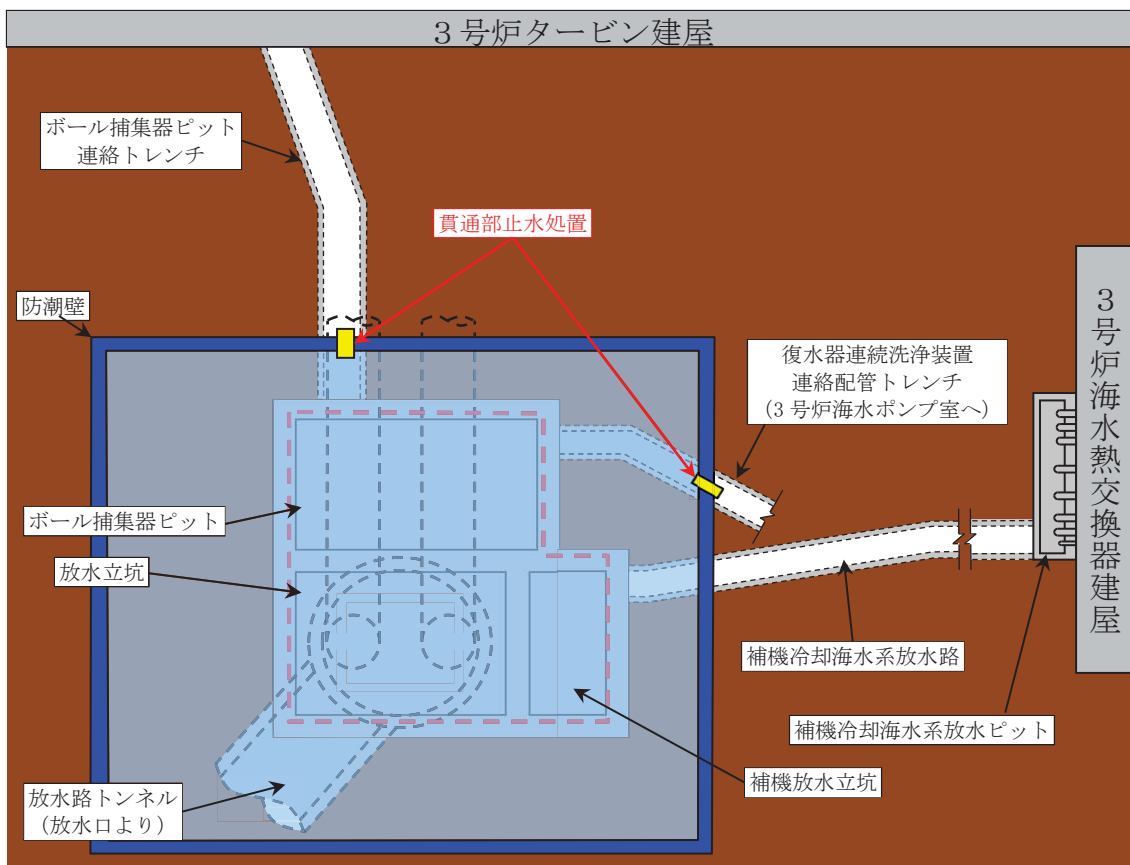 ３号炉タービン建屋
ボール捕集器ピット
連絡トレンチ
貫通部止水処置
防潮壁
復水器連続洗浄装置
連絡配管トレンチ
（3 号炉海水ポンプ室へ）
３号炉海水熱交換器建屋
ボール捕集器ピット
放水立坑
補機冷却海水系放水路
補機冷却海水系放水ピット
補機放水立坑
放水路トンネル
（放水口より）